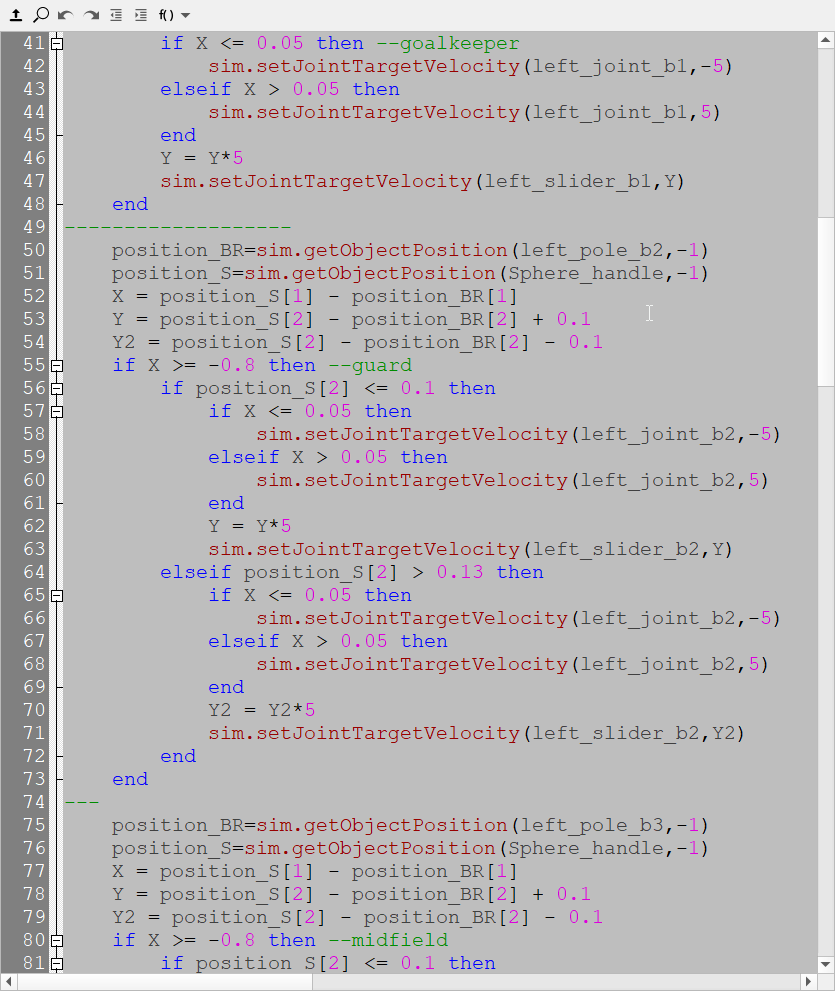 f()
41 if X <= 0.05 then --goalkeeper
42 sim.setJointTargetVelocity(left_joint_b1,-5)
43 elseif X > 0.05 then
44 sim.setJointTargetVelocity(left_joint_b1,5)
45 end
46 Y = Y*5
47 sim.setJointTargetVelocity(left_slider_b1,Y)
48 end
49 -------------------
50 position_BR=sim.getObjectPosition(left_pole_b2,-1)
51 position_S=sim.getObjectPosition(Sphere_handle,-1)
52 X = position_S[1] - position_BR[1]
53 Y = position_S[2] - position_BR[2] + 0.1
54 Y2 = position_S[2] - position_BR[2] - 0.1
55 if X >= -0.8 then --guard
56 if position_S[2] <= 0.1 then
57 if X <= 0.05 then
58 sim.setJointTargetVelocity(left_joint_b2,-5)
59 elseif X > 0.05 then
60 sim.setJointTargetVelocity(left_joint_b2,5)
61 end
62 Y = Y*5
63 sim.setJointTargetVelocity(left_slider_b2,Y)
64 elseif position_S[2] > 0.13 then
65 if X <= 0.05 then
66 sim.setJointTargetVelocity(left_joint_b2,-5)
67 elseif X > 0.05 then
68 sim.setJointTargetVelocity(left_joint_b2,5)
69 end
70 Y2 = Y2*5
71 sim.setJointTargetVelocity(left_slider_b2,Y2)
72 end
73 end
74 ---
75 position_BR=sim.getObjectPosition(left_pole_b3,-1)
76 position_S=sim.getObjectPosition(Sphere_handle,-1)
77 X = position_S[1] - position_BR[1]
78 Y = position_S[2] - position_BR[2] + 0.1
79 Y2 = position_S[2] - position_BR[2] - 0.1
80 if X >= -0.8 then --midfield
81 if position_S[2] <= 0.1 then